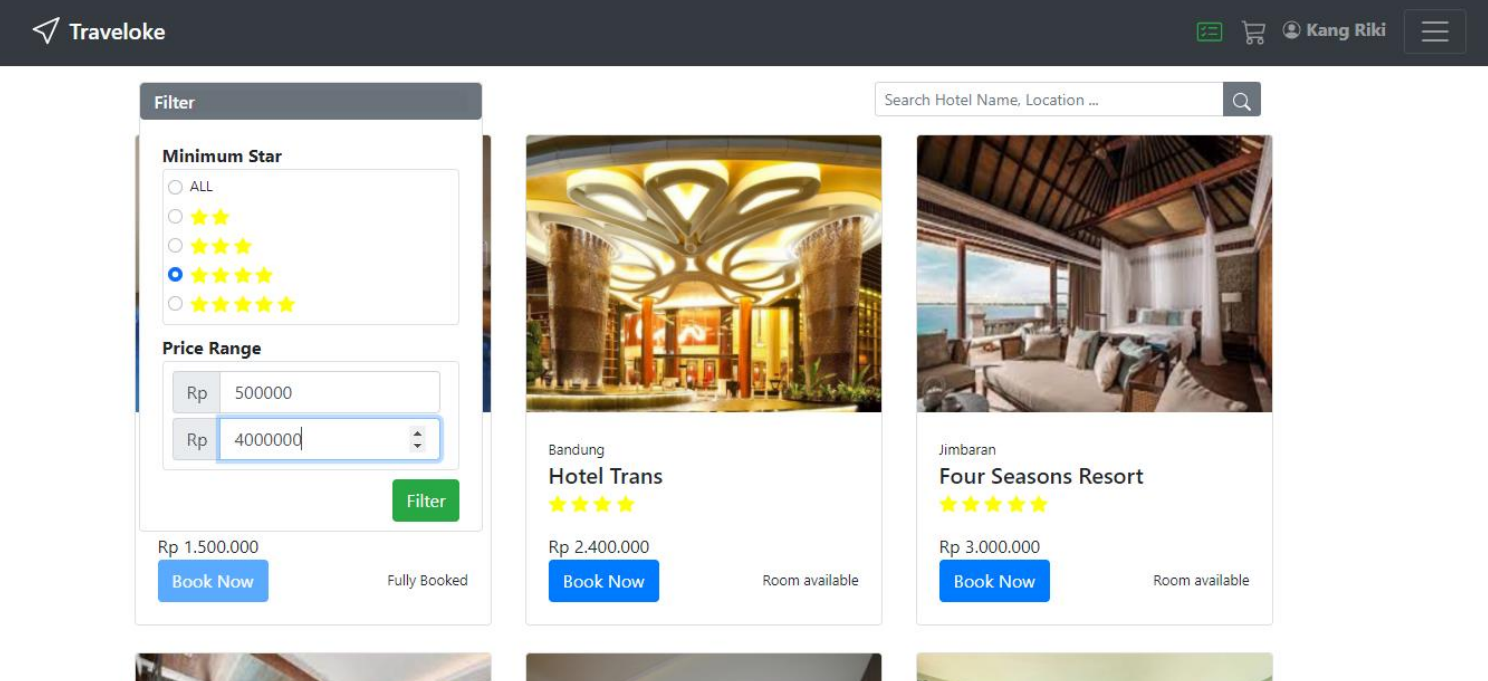 Traveloke
Kang Riki
Filter
Search Hotel Name, Location ...
Minimum Star
ALL
Price Range
Rp 500000
Rp 4000000
Filter
Rp 1.500.000
Book Now
Fully Booked
Bandung
Hotel Trans
Rp 2.400.000
Book Now
Room available
Jimbaran
Four Seasons Resort
Rp 3.000.000
Book Now
Room available